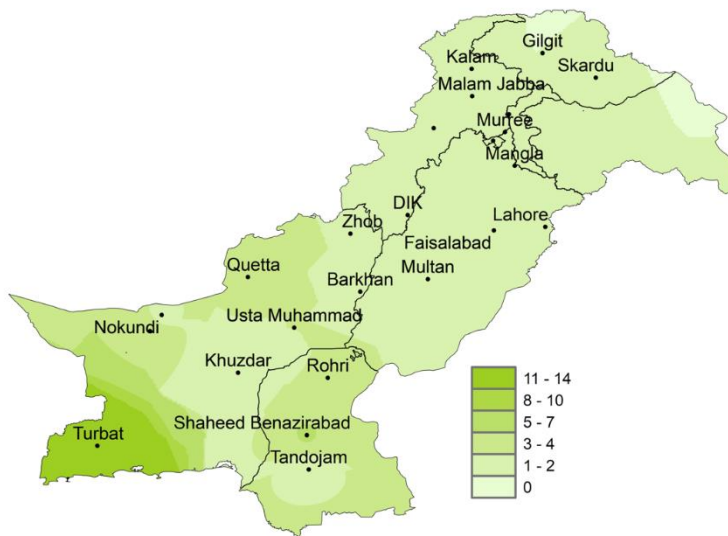 Gilgit
Kalam
Skardu
Malam Jabba
Murree
Mangla
DIK
Zhob
Lahore
Faisalabad
Quetta
Multan
Barkhan
Usta Muhammad
Nokundi
Khuzdar
Rohri
11 - 14
8 - 10
5 - 7
3 - 4
1 - 2
0
Shaheed Benazirabad
Turbat
Tandojam